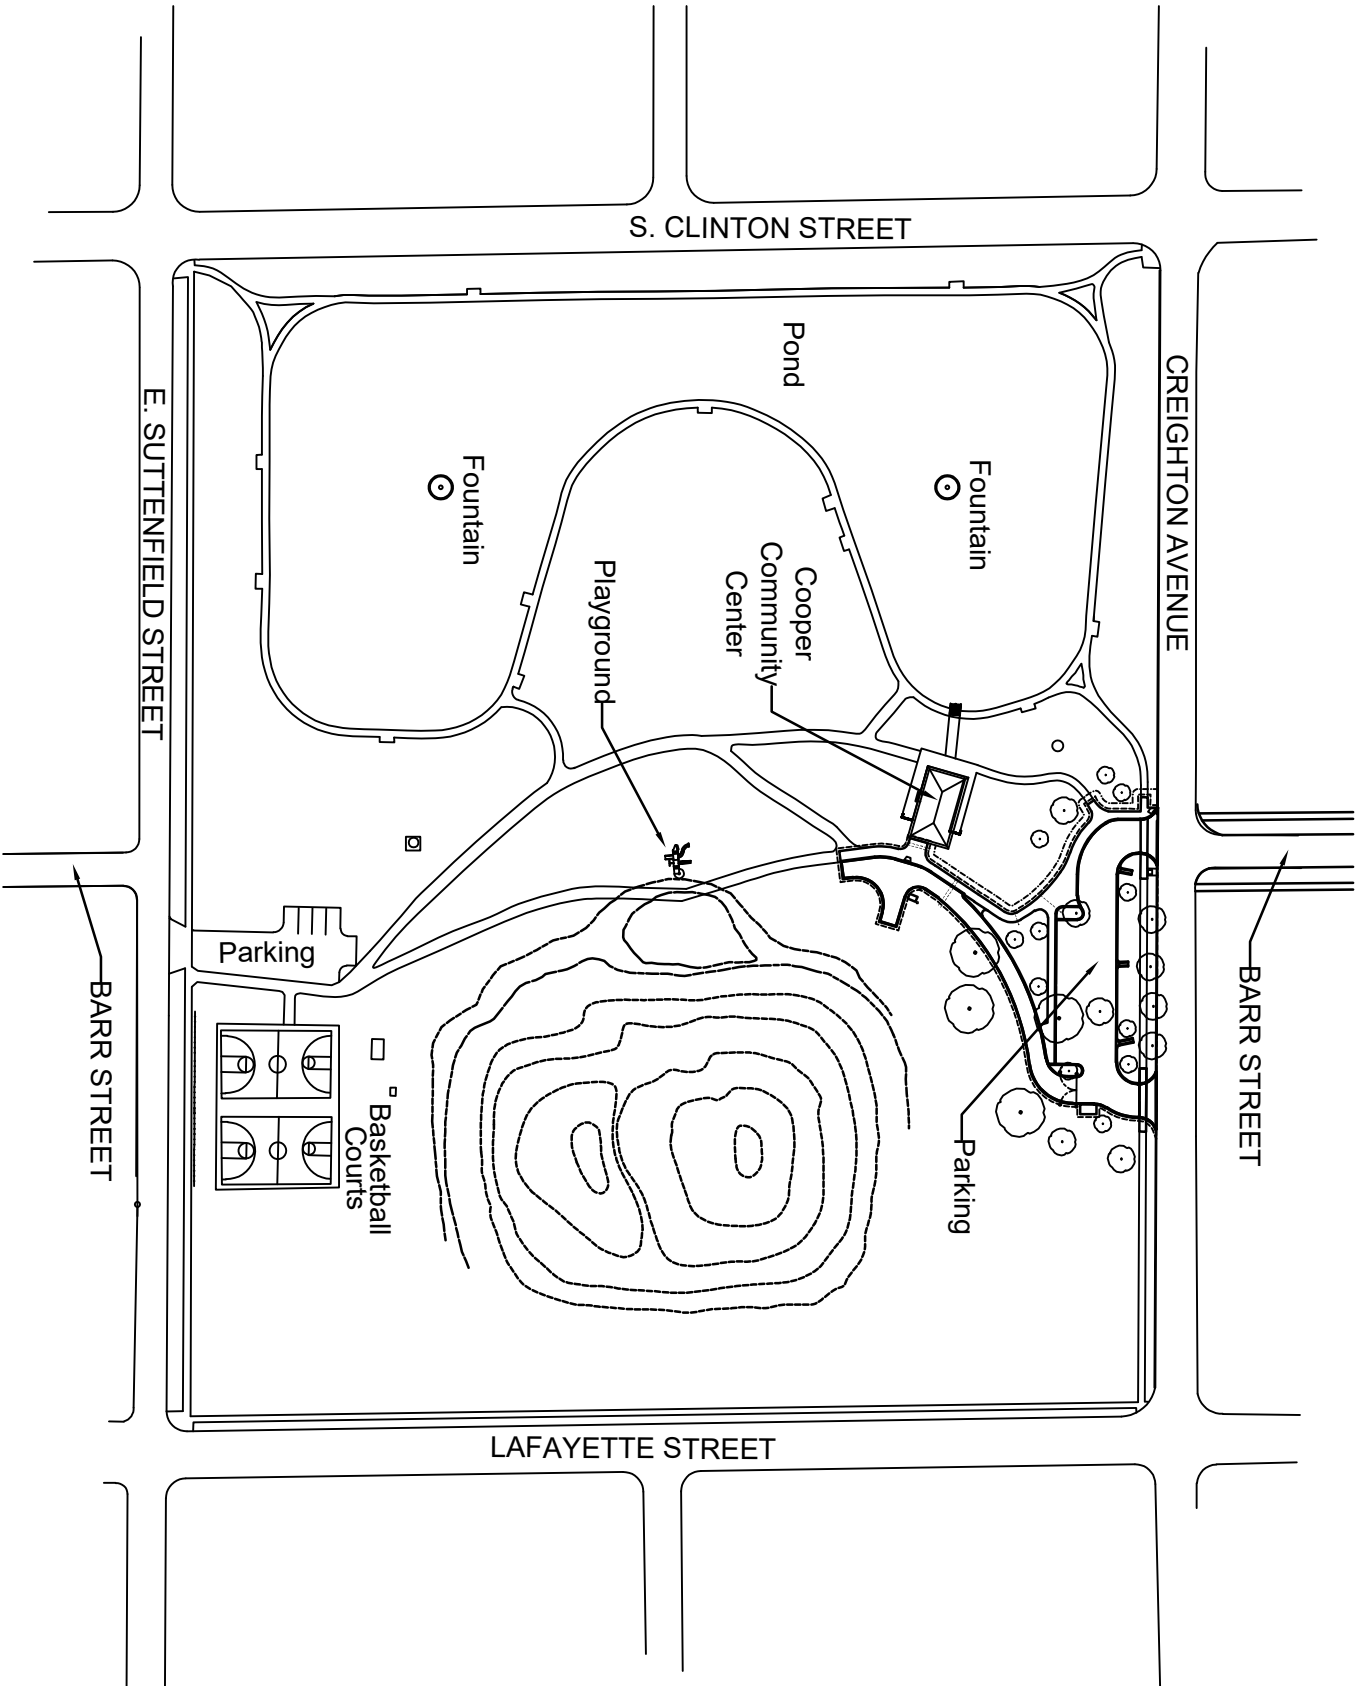 S. CLINTON STREET
Pond
CREIGHTON AVENUE
E. SUTTENFIELD STREET
Fountain
Fountain
Cooper
Community
Center
Playground
Parking
BARR STREET
BARR STREET
Basketball
Courts
Parking
LAFAYETTE STREET